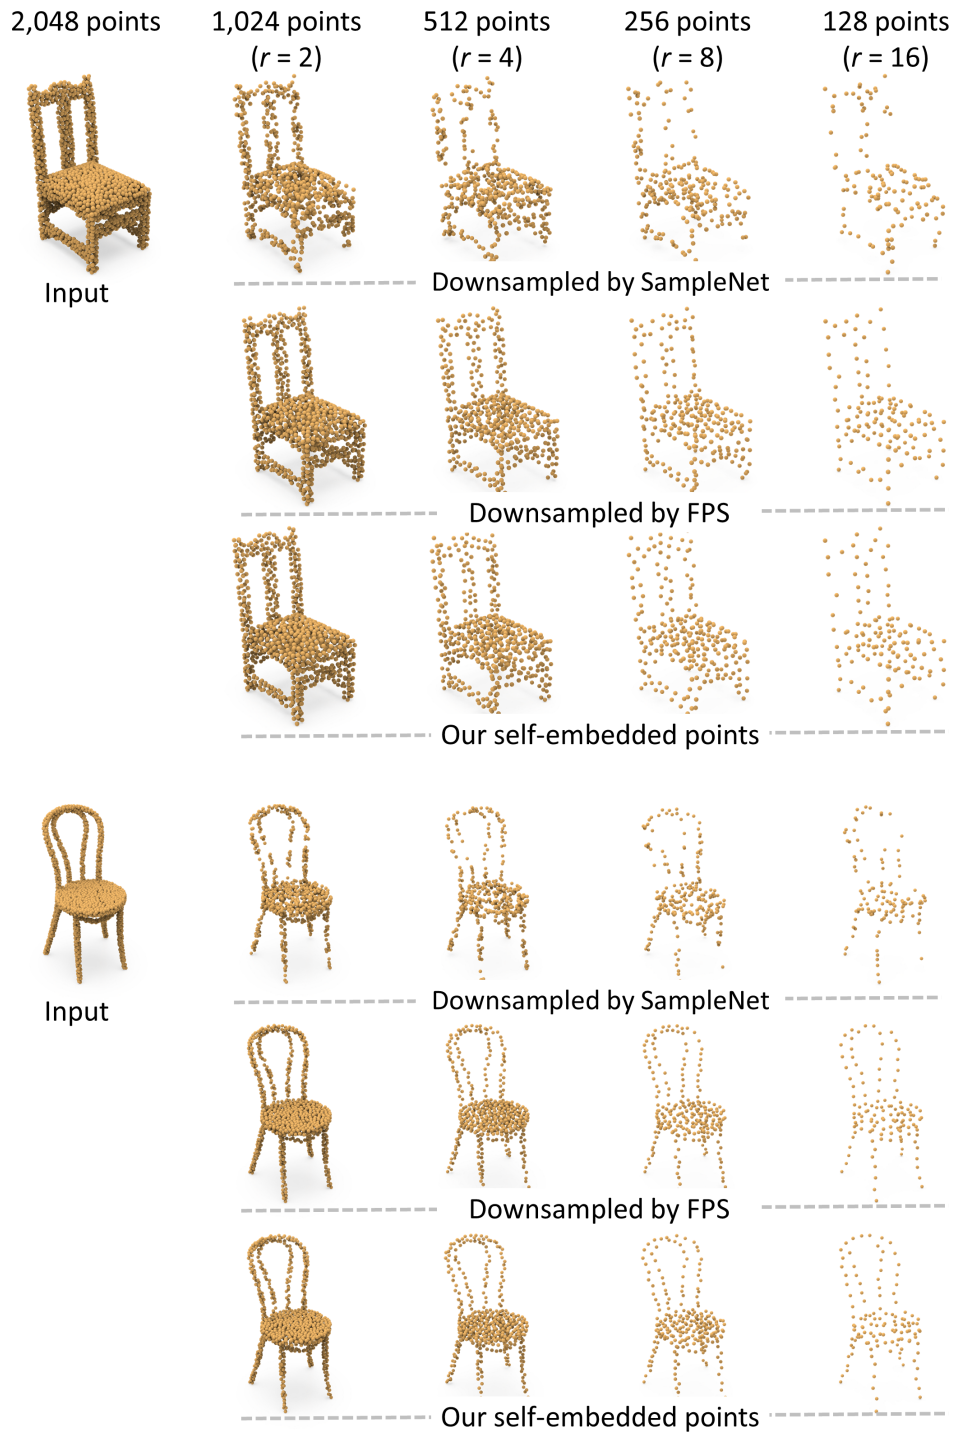 2,048 points
1,024 points
(r = 2)
512 points
(r = 4)
256 points
(r = 8)
128 points
(r = 16)
Input
Downsampled by SampleNet
Downsampled by FPS
Our self-embedded points
Input
Downsampled by SampleNet
Downsampled by FPS
Our self-embedded points